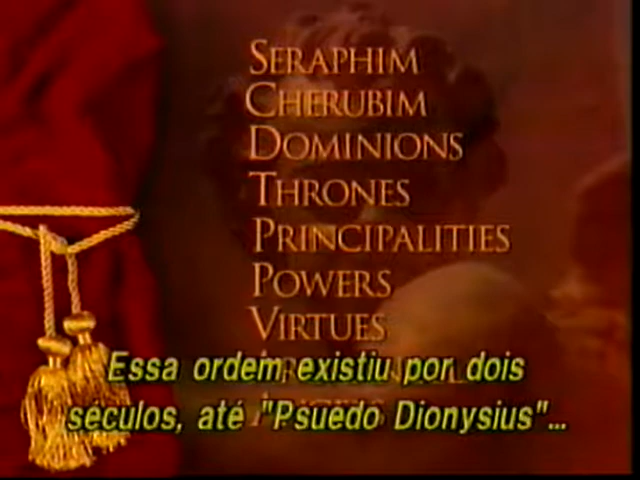 SERAPHIM
CHERUBIM
DOMINIONS
THRONES
PRINCIPALITIES
POWERS
VIRTUES
Essa ordem existiu por dois
séculos, até "Psuedo Dionysius"...